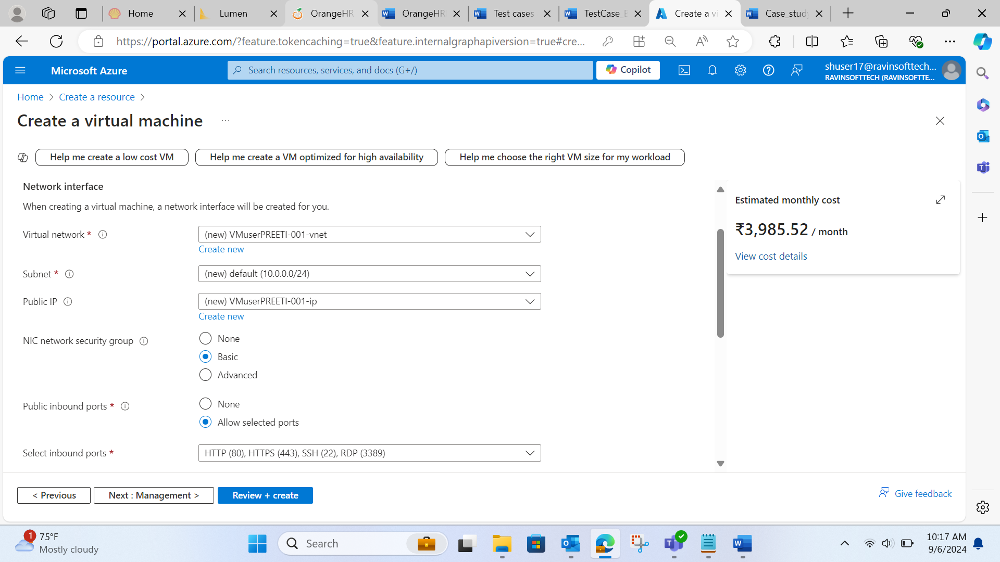 Home
Lumen
OrangeHR
OrangeHR
Test cases
TestCase_
Create a vi
Case_study
https://portal.azure.com/?feature.tokencaching=true&feature.internalgraphapiversion=true#cre...
Microsoft Azure
Search resources, services, and docs (G+/)
Copilot
shuser17@ravinsofttech...
RAVINSOFTTECH (RAVINSOFTTE...
Home > Create a resource >
Create a virtual machine ...
Help me create a low cost VM
Help me create a VM optimized for high availability
Help me choose the right VM size for my workload
Network interface
When creating a virtual machine, a network interface will be created for you.
Virtual network *
(new) VMuserPREETI-001-vnet
Create new
Subnet *
(new) default (10.0.0.0/24)
Public IP
(new) VMuserPREETI-001-ip
Create new
NIC network security group
None
Basic
Advanced
Public inbound ports *
None
Allow selected ports
Select inbound ports *
HTTP (80), HTTPS (443), SSH (22), RDP (3389)
Estimated monthly cost
₹3,985.52 / month
View cost details
< Previous
Next : Management >
Review + create
Give feedback
1
75°F
Mostly cloudy
Search
10:17 AM
9/6/2024